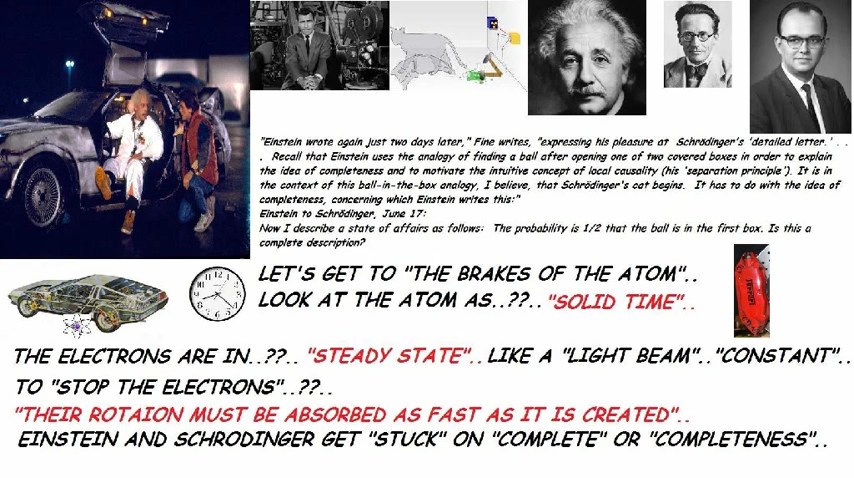 "Einstein wrote again just two days later," Fine writes, "expressing his pleasure at Schrödinger's 'detailed letter.' . .
. Recall that Einstein uses the analogy of finding a ball after opening one of two covered boxes in order to explain
the idea of completeness and to motivate the intuitive concept of local causality (his 'separation principle'). It is in
the context of this ball-in-the-box analogy, I believe, that Schrödinger's cat begins. It has to do with the idea of
completeness, concerning which Einstein writes this:"
Einstein to Schrödinger, June 17:
Now I describe a state of affairs as follows: The probability is 1/2 that the ball is in the first box. Is this a
complete description?
LET'S GET TO "THE BRAKES OF THE ATOM"..
LOOK AT THE ATOM AS..??.. "SOLID TIME"..
THE ELECTRONS ARE IN..??.. "STEADY STATE".. LIKE A "LIGHT BEAM".."CONSTANT"..
TO "STOP THE ELECTRONS"..??..
"THEIR ROTAION MUST BE ABSORBED AS FAST AS IT IS CREATED"..
EINSTEIN AND SCHRODINGER GET "STUCK" ON "COMPLETE" OR "COMPLETENESS"..